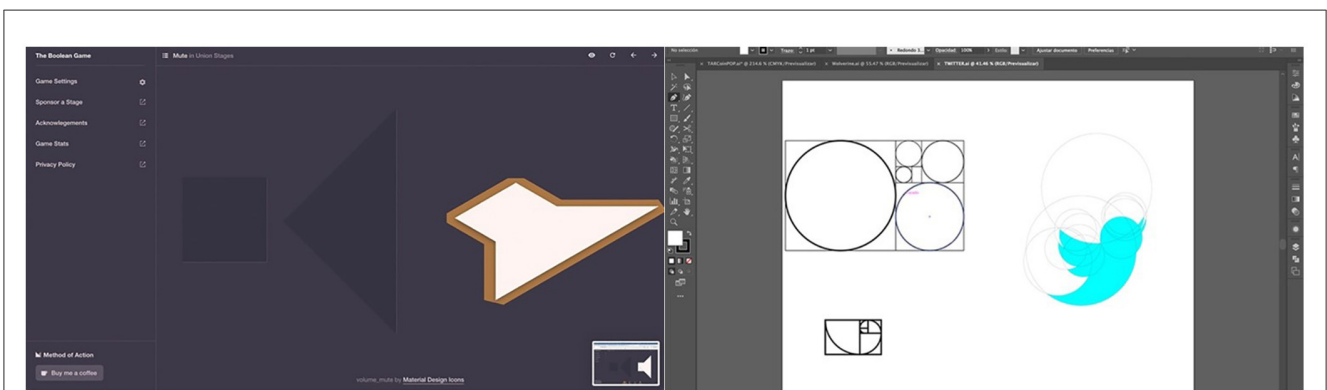 The Boolean Game
Mute in Union Stages
Game Settings
Sponsor a Stage
Acknowlegements
Game Stats
Privacy Policy
Method of Action
Buy me a coffee
volume_mute by Material Design Icons
No selección
Trazo: 1 pt
Redondo 3...
Opacidad: 100%
Estilo:
Ajustar documento
Preferencias
× TWITTER.ai @ 41.46 % (RGB/Previsualizar)